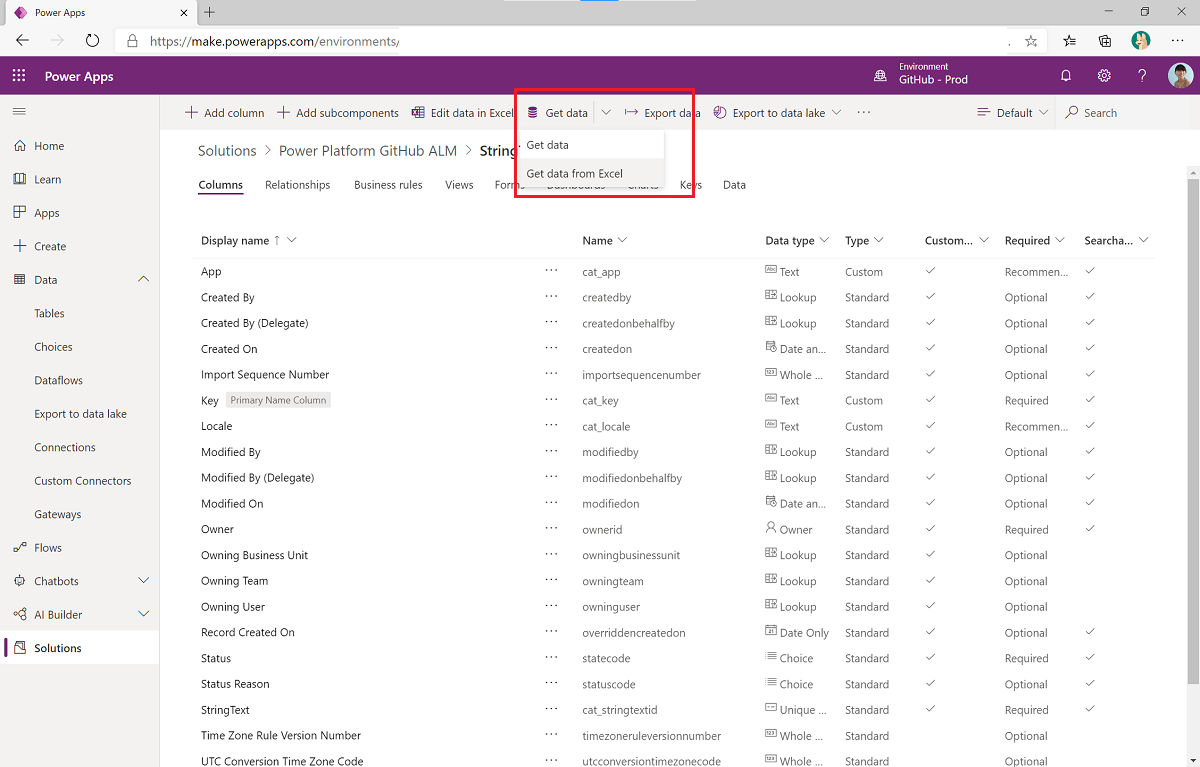 Power Apps
https://make.powerapps.com/environments/
Power Apps
Environment
GitHub - Prod
Add column Add subcomponents Edit data in Excel Get data Export data Export to data lake Default Search
Get data
Get data from Excel
Home
Learn
Apps
Create
Data
Tables
Choices
Dataflows
Export to data lake
Connections
Custom Connectors
Gateways
Flows
Chatbots
AI Builder
Solutions
Solutions > Power Platform GitHub ALM > String
Columns Relationships Business rules Views Forms Dashboards Charts Keys Data
Display name Name Data type Type Custom... Required Searcha...
App ... cat_app Text Custom Recommen...
Created By ... createdby Lookup Standard Optional
Created By (Delegate) ... createdonbehalfby Lookup Standard Optional
Created On ... createdon Date an... Standard Optional
Import Sequence Number ... importsequencenumber Whole ... Standard Optional
Key Primary Name Column ... cat_key Text Custom Required
Locale ... cat_locale Text Custom Recommen...
Modified By ... modifiedby Lookup Standard Optional
Modified By (Delegate) ... modifiedonbehalfby Lookup Standard Optional
Modified On ... modifiedon Date an... Standard Optional
Owner ... ownerid Owner Standard Required
Owning Business Unit ... owningbusinessunit Lookup Standard Optional
Owning Team ... owningteam Lookup Standard Optional
Owning User ... owninguser Lookup Standard Optional
Record Created On ... overriddencreatedon Date Only Standard Optional
Status ... statecode Choice Standard Required
Status Reason ... statuscode Choice Standard Optional
StringText ... cat_stringtextid Unique ... Standard Required
Time Zone Rule Version Number ... timezoneruleversionnumber Whole ... Standard Optional
UTC Conversion Time Zone Code ... utcconversiontimezonecode Whole ... Standard Optional